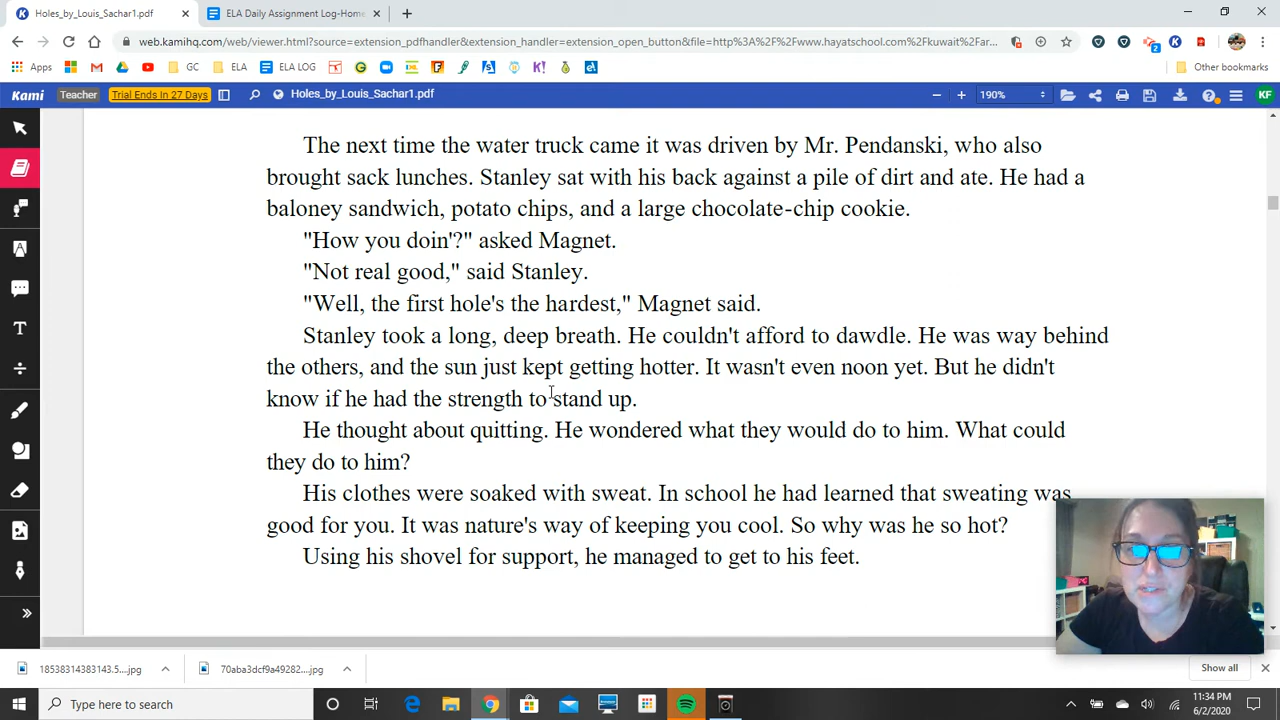 Holes_by_Louis_Sachar1.pdf
ELA Daily Assignment Log-Home
web.kamihq.com/web/viewer.html?source=extension_pdfhandler&extension_handler=extension_open_button&file=http%3A%2F%2Fwww.hayatschool.com%2Fkuwait%2Far...
Apps
GC
ELA
ELA LOG
Other bookmarks
Kami
Teacher
Trial Ends In 27 Days
Holes_by_Louis_Sachar1.pdf
190%
KF
The next time the water truck came it was driven by Mr. Pendanski, who also
brought sack lunches. Stanley sat with his back against a pile of dirt and ate. He had a
baloney sandwich, potato chips, and a large chocolate-chip cookie.
"How you doin'?" asked Magnet.
"Not real good," said Stanley.
"Well, the first hole's the hardest," Magnet said.
Stanley took a long, deep breath. He couldn't afford to dawdle. He was way behind
the others, and the sun just kept getting hotter. It wasn't even noon yet. But he didn't
know if he had the strength to stand up.
He thought about quitting. He wondered what they would do to him. What could
they do to him?
His clothes were soaked with sweat. In school he had learned that sweating was
good for you. It was nature's way of keeping you cool. So why was he so hot?
Using his shovel for support, he managed to get to his feet.
18538314383143.5....jpg
70aba3dcf9a49282....jpg
Show all
Type here to search
11:34 PM
6/2/2020